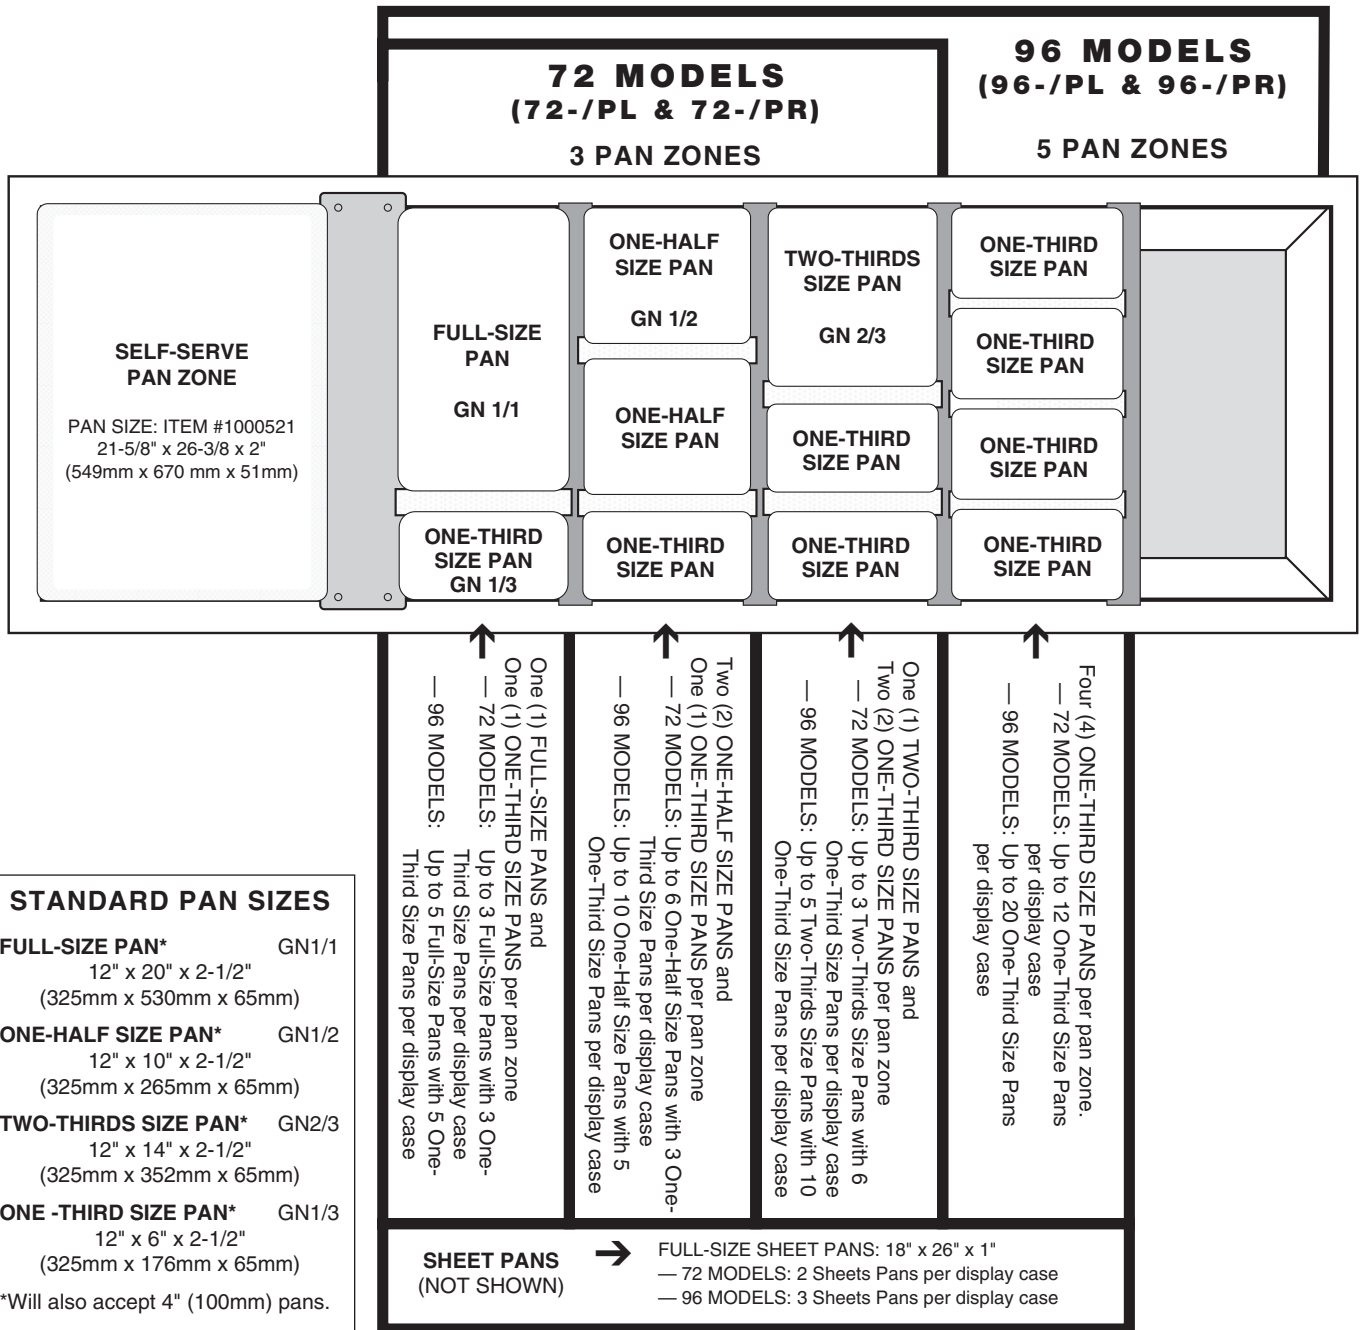 96 MODELS
(96-/PL & 96-/PR)
5 PAN ZONES
72 MODELS
(72-/PL & 72-/PR)
3 PAN ZONES
SELF-SERVE
PAN ZONE
PAN SIZE: ITEM #1000521
21-5/8" x 26-3/8 x 2"
(549mm x 670 mm x 51mm)
FULL-SIZE
PAN
GN 1/1
ONE-THIRD
SIZE PAN
GN 1/3
ONE-HALF
SIZE PAN
GN 1/2
ONE-HALF
SIZE PAN
ONE-THIRD
SIZE PAN
TWO-THIRDS
SIZE PAN
GN 2/3
ONE-THIRD
SIZE PAN
ONE-THIRD
SIZE PAN
ONE-THIRD
SIZE PAN
ONE-THIRD
SIZE PAN
ONE-THIRD
SIZE PAN
ONE-THIRD
SIZE PAN
One (1) FULL-SIZE PANS and
One (1) ONE-THIRD SIZE PANS per pan zone
— 72 MODELS: Up to 3 Full-Size Pans with 3 One-
Third Size Pans per display case
— 96 MODELS: Up to 5 Full-Size Pans with 5 One-
Third Size Pans per display case
Two (2) ONE-HALF SIZE PANS and
One (1) ONE-THIRD SIZE PANS per pan zone
— 72 MODELS: Up to 6 One-Half Size Pans with 3 One-
Third Size Pans per display case
— 96 MODELS: Up to 10 One-Half Size Pans with 5
One-Third Size Pans per display case
One (1) TWO-THIRD SIZE PANS and
Two (2) ONE-THIRD SIZE PANS per pan zone
— 72 MODELS: Up to 3 Two-Thirds Size Pans with 6
One-Third Size Pans per display case
— 96 MODELS: Up to 5 Two-Thirds Size Pans with 10
One-Third Size Pans per display case
Four (4) ONE-THIRD SIZE PANS per pan zone.
— 72 MODELS: Up to 12 One-Third Size Pans
per display case
— 96 MODELS: Up to 20 One-Third Size Pans
per display case
STANDARD PAN SIZES
FULL-SIZE PAN* GN1/1
12" x 20" x 2-1/2"
(325mm x 530mm x 65mm)
ONE-HALF SIZE PAN* GN1/2
12" x 10" x 2-1/2"
(325mm x 265mm x 65mm)
TWO-THIRDS SIZE PAN* GN2/3
12" x 14" x 2-1/2"
(325mm x 352mm x 65mm)
ONE -THIRD SIZE PAN* GN1/3
12" x 6" x 2-1/2"
(325mm x 176mm x 65mm)
*Will also accept 4" (100mm) pans.
SHEET PANS
(NOT SHOWN)
FULL-SIZE SHEET PANS: 18" x 26" x 1"
— 72 MODELS: 2 Sheets Pans per display case
— 96 MODELS: 3 Sheets Pans per display case